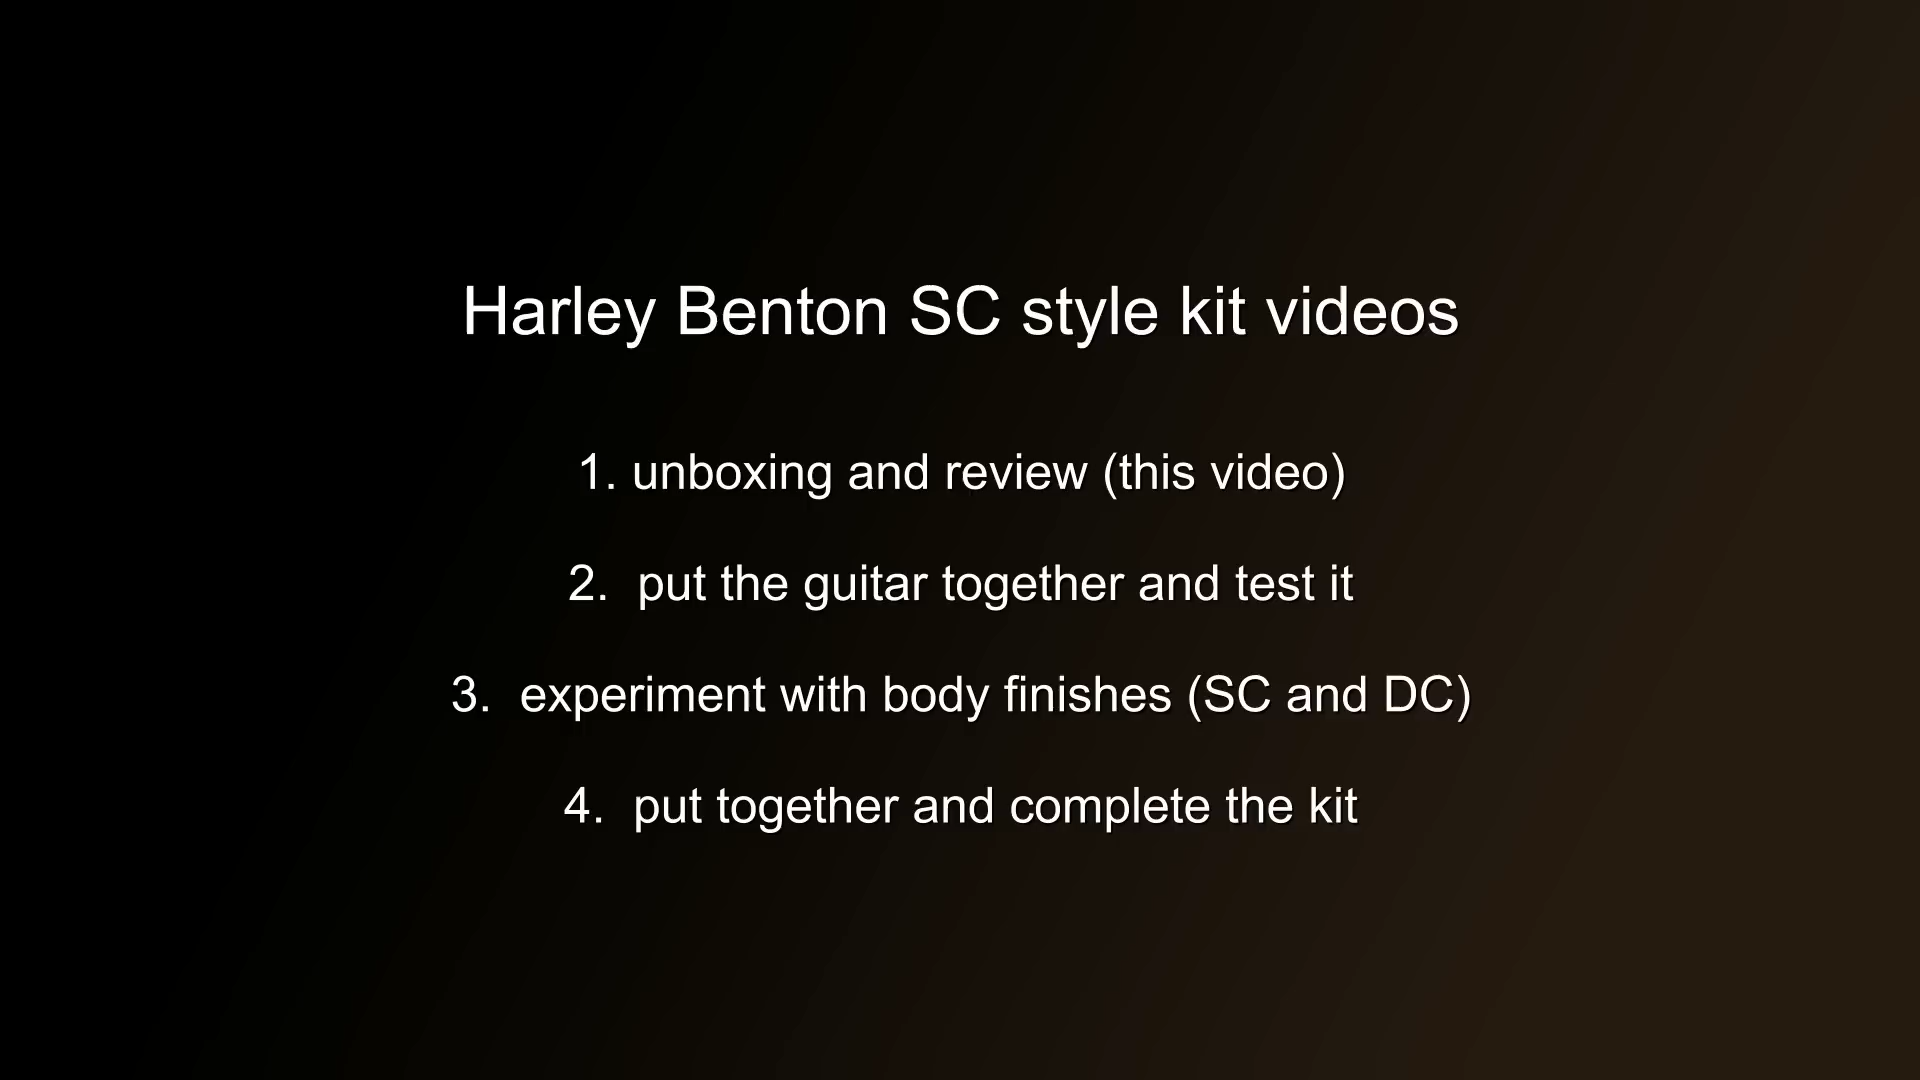 Harley Benton SC style kit videos
1. unboxing and review (this video)
2. put the guitar together and test it
3. experiment with body finishes (SC and DC)
4. put together and complete the kit